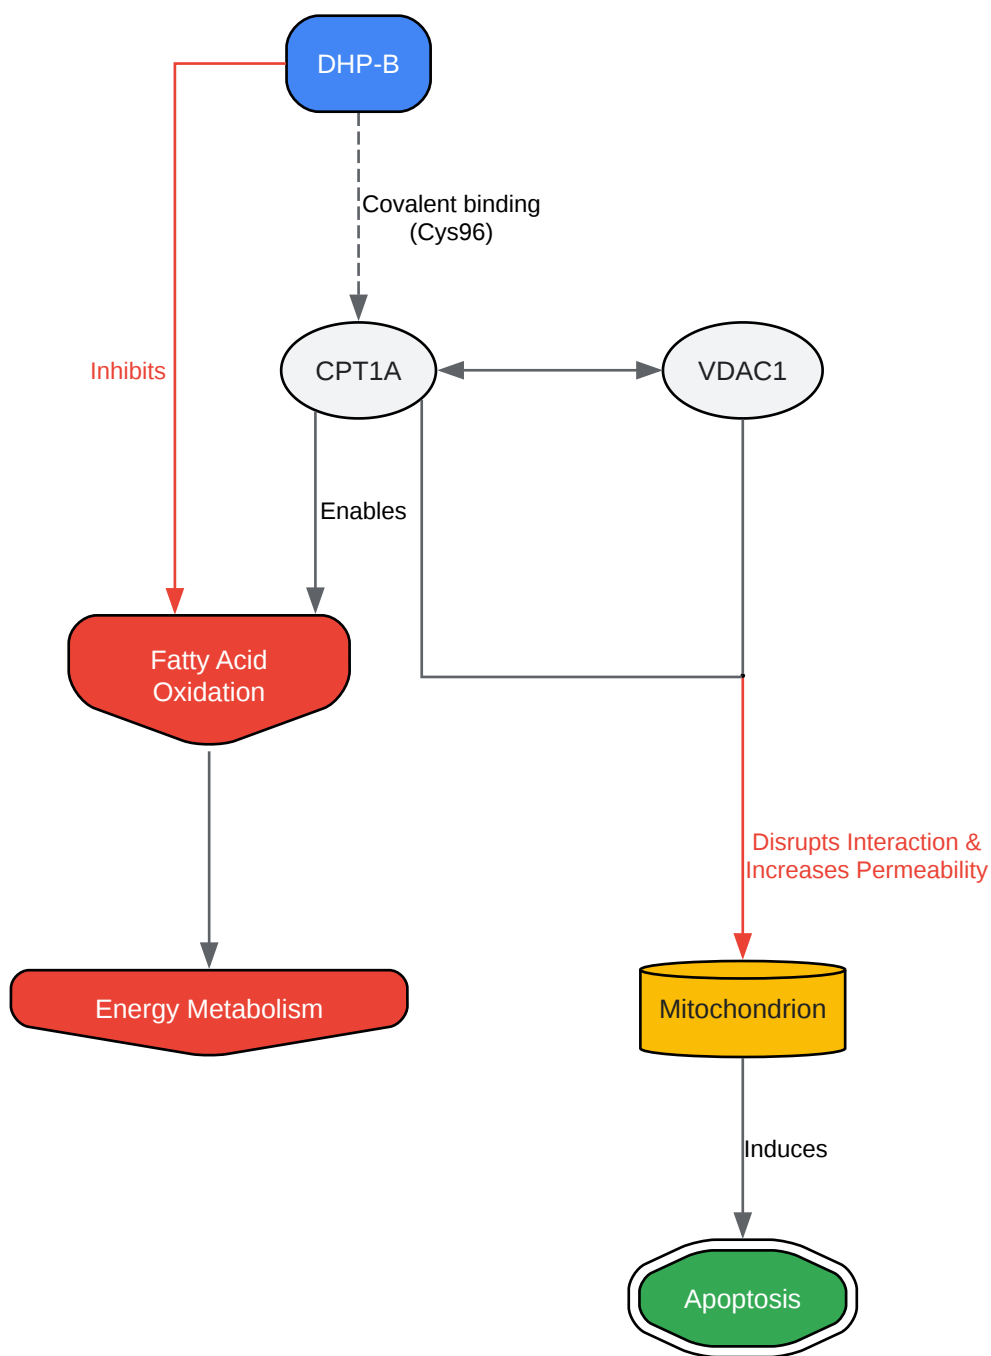 DHP-B
Covalent binding
(Cys96)
Inhibits
CPT1A
VDAC1
Enables
Fatty Acid
Oxidation
Disrupts Interaction &
Increases Permeability
Energy Metabolism
Mitochondrion
Induces
Apoptosis